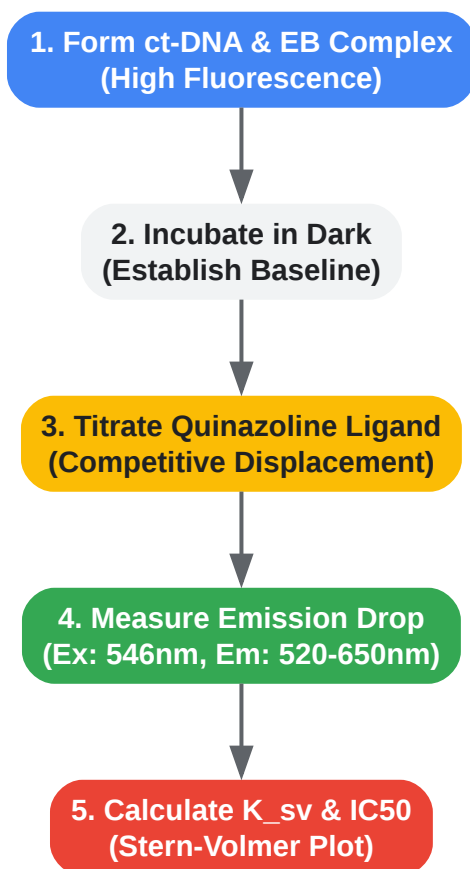 1. Form ct-DNA & EB Complex
(High Fluorescence)
2. Incubate in Dark
(Establish Baseline)
3. Titrate Quinazoline Ligand
(Competitive Displacement)
4. Measure Emission Drop
(Ex: 546nm, Em: 520-650nm)
5. Calculate K_sv & IC50
(Stern-Volmer Plot)